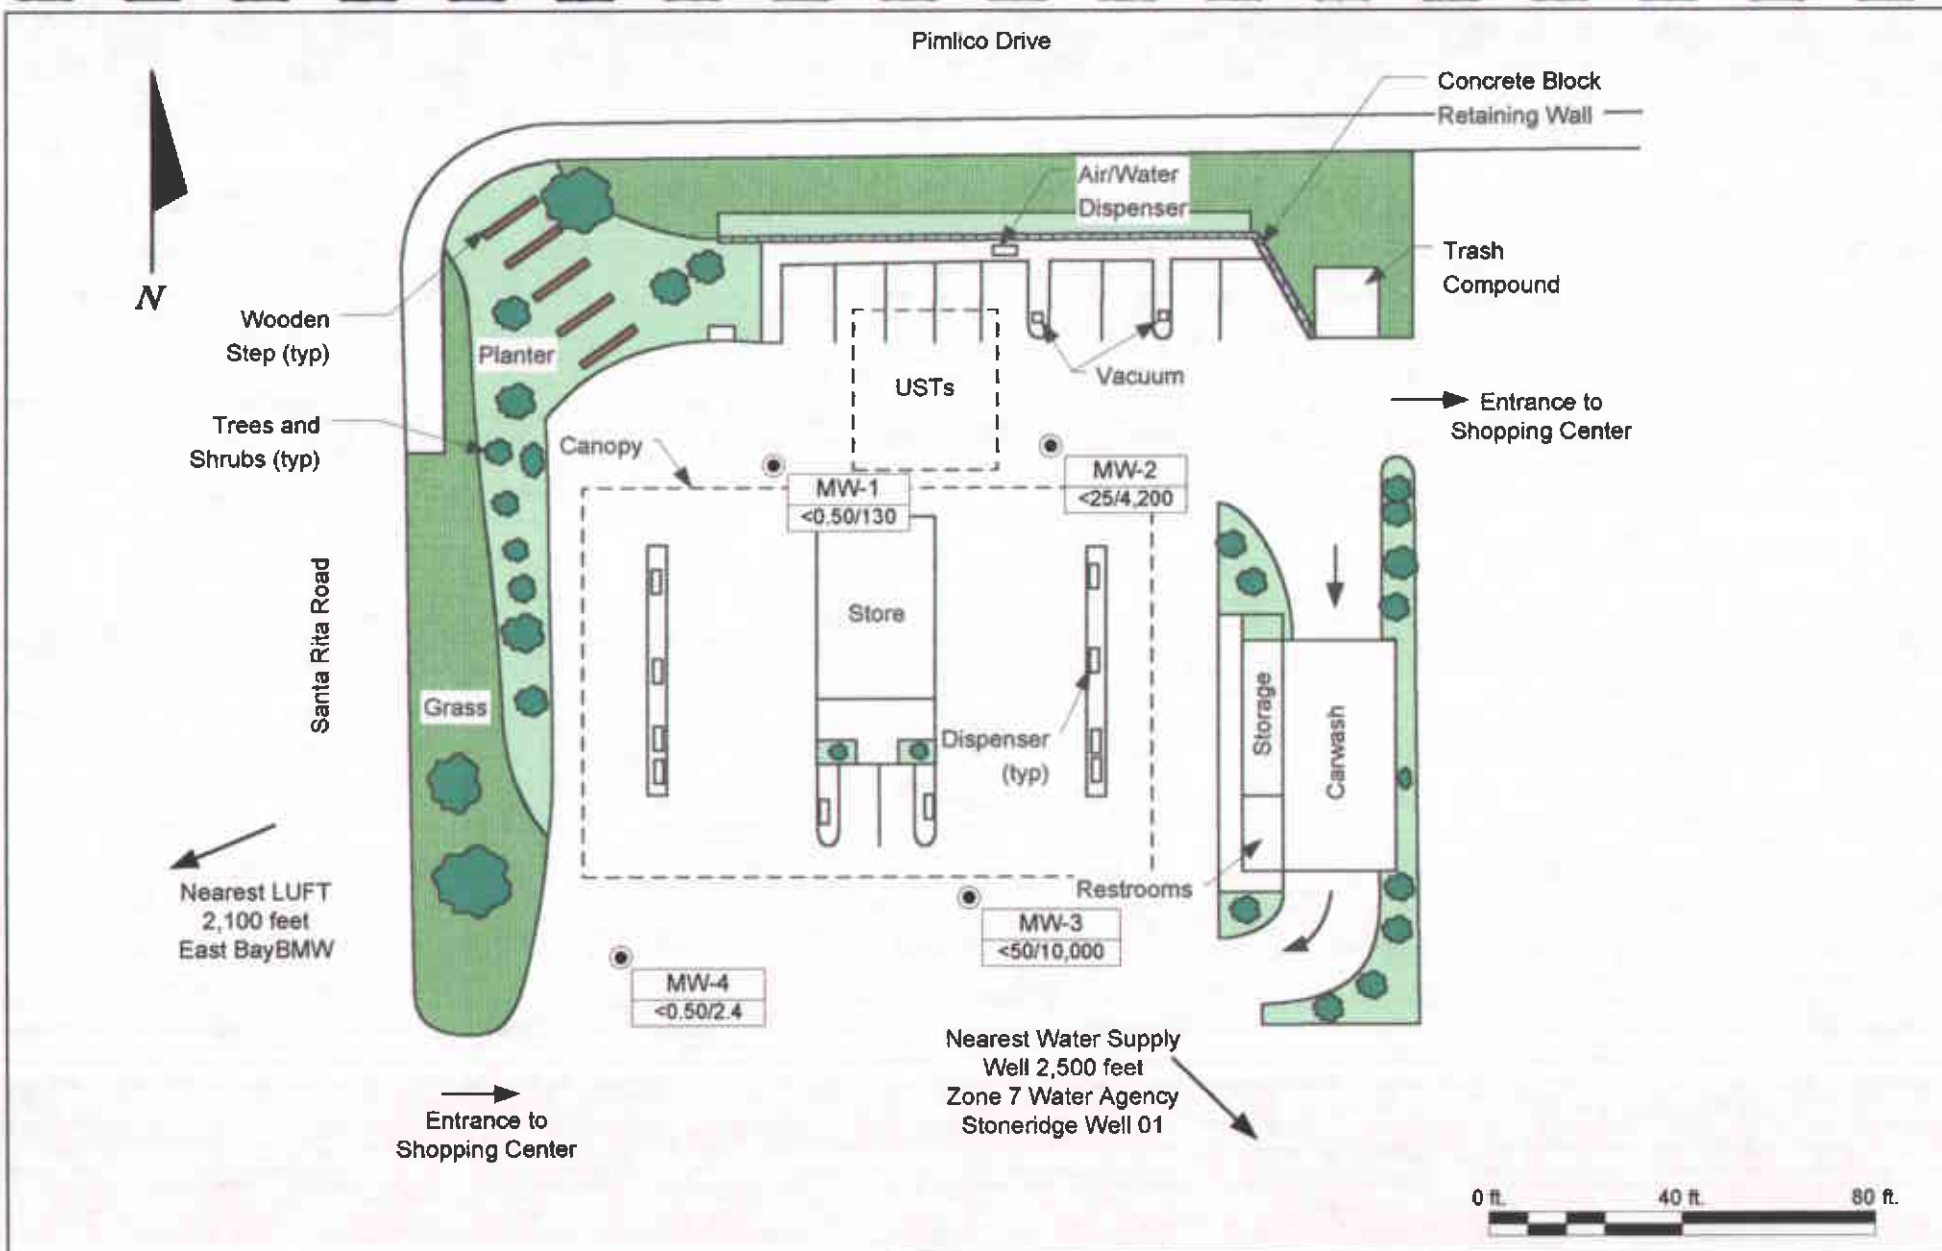 Pimlico Drive
Concrete Block
Retaining Wall
Air/Water
Dispenser
Trash
Compound
N
Wooden
Step (typ)
Planter
USTs
Vacuum
Entrance to
Shopping Center
Trees and
Shrubs (typ)
Canopy
MW-1
<0.50/130
MW-2
<25/4,200
Santa Rita Road
Store
Grass
Dispenser
(typ)
Storage
Carwash
Nearest LUFT
2,100 feet
East BayBMW
Restrooms
MW-3
<50/10,000
MW-4
<0.50/2.4
Nearest Water Supply
Well 2,500 feet
Zone 7 Water Agency
Stoneridge Well 01
Entrance to
Shopping Center
0 ft. 40 ft. 80 ft.